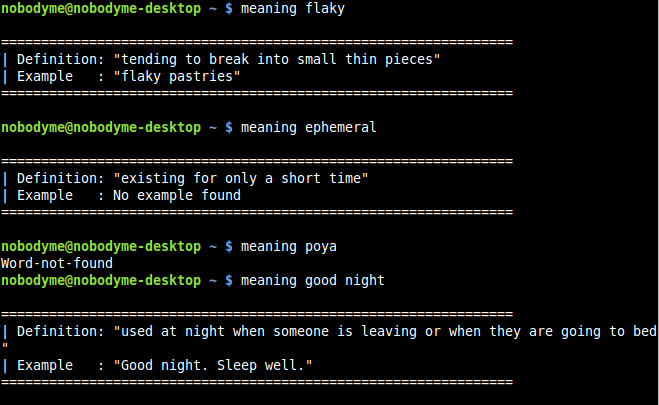 nobodyme@nobodyme-desktop ~ $ meaning flaky
================================================================
| Definition: "tending to break into small thin pieces"
| Example   : "flaky pastries"
================================================================
nobodyme@nobodyme-desktop ~ $ meaning ephemeral
================================================================
| Definition: "existing for only a short time"
| Example   : No example found
================================================================
nobodyme@nobodyme-desktop ~ $ meaning poya
Word-not-found
nobodyme@nobodyme-desktop ~ $ meaning good night
================================================================
| Definition: "used at night when someone is leaving or when they are going to bed
"
| Example   : "Good night. Sleep well."
================================================================